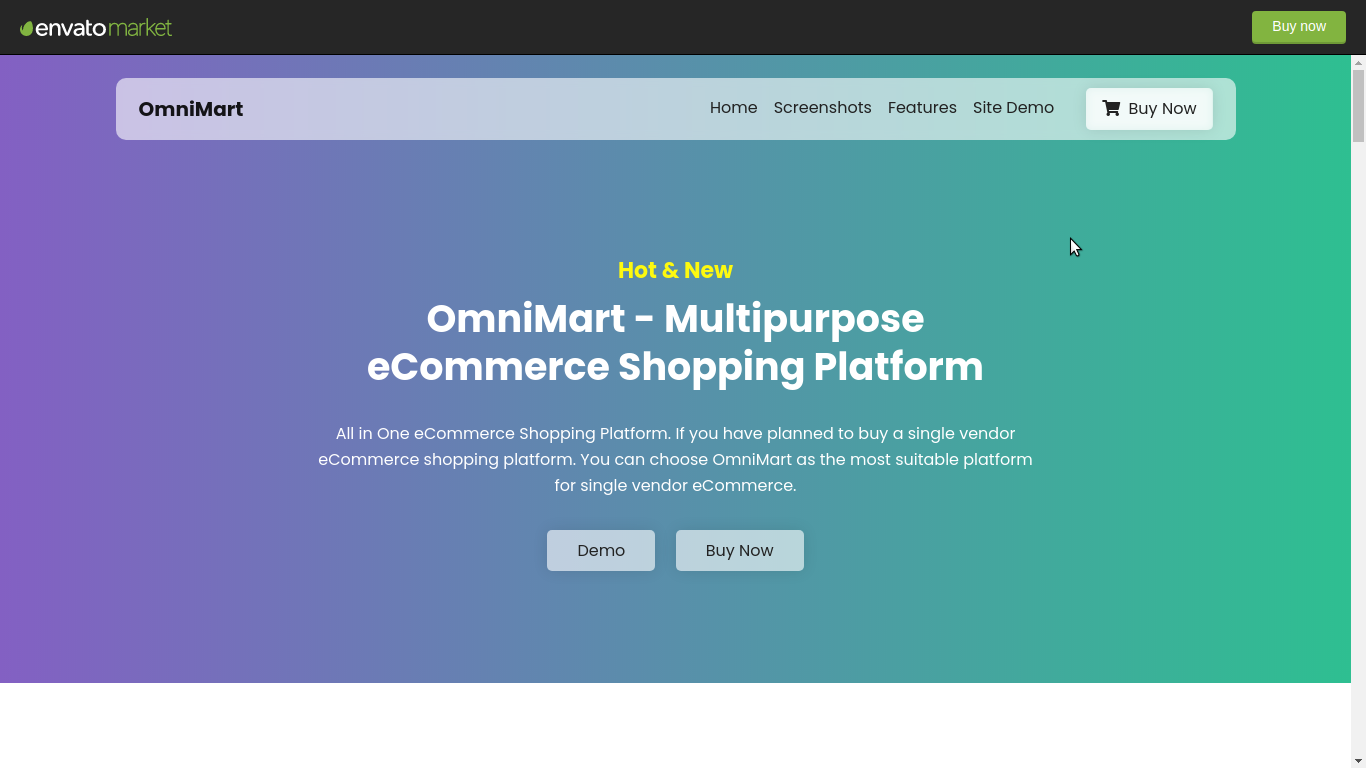 envato market
Buy now
OmniMart
Home Screenshots Features Site Demo Buy Now
Hot & New
OmniMart - Multipurpose
eCommerce Shopping Platform
All in One eCommerce Shopping Platform. If you have planned to buy a single vendor
eCommerce shopping platform. You can choose OmniMart as the most suitable platform
for single vendor eCommerce.
Demo Buy Now